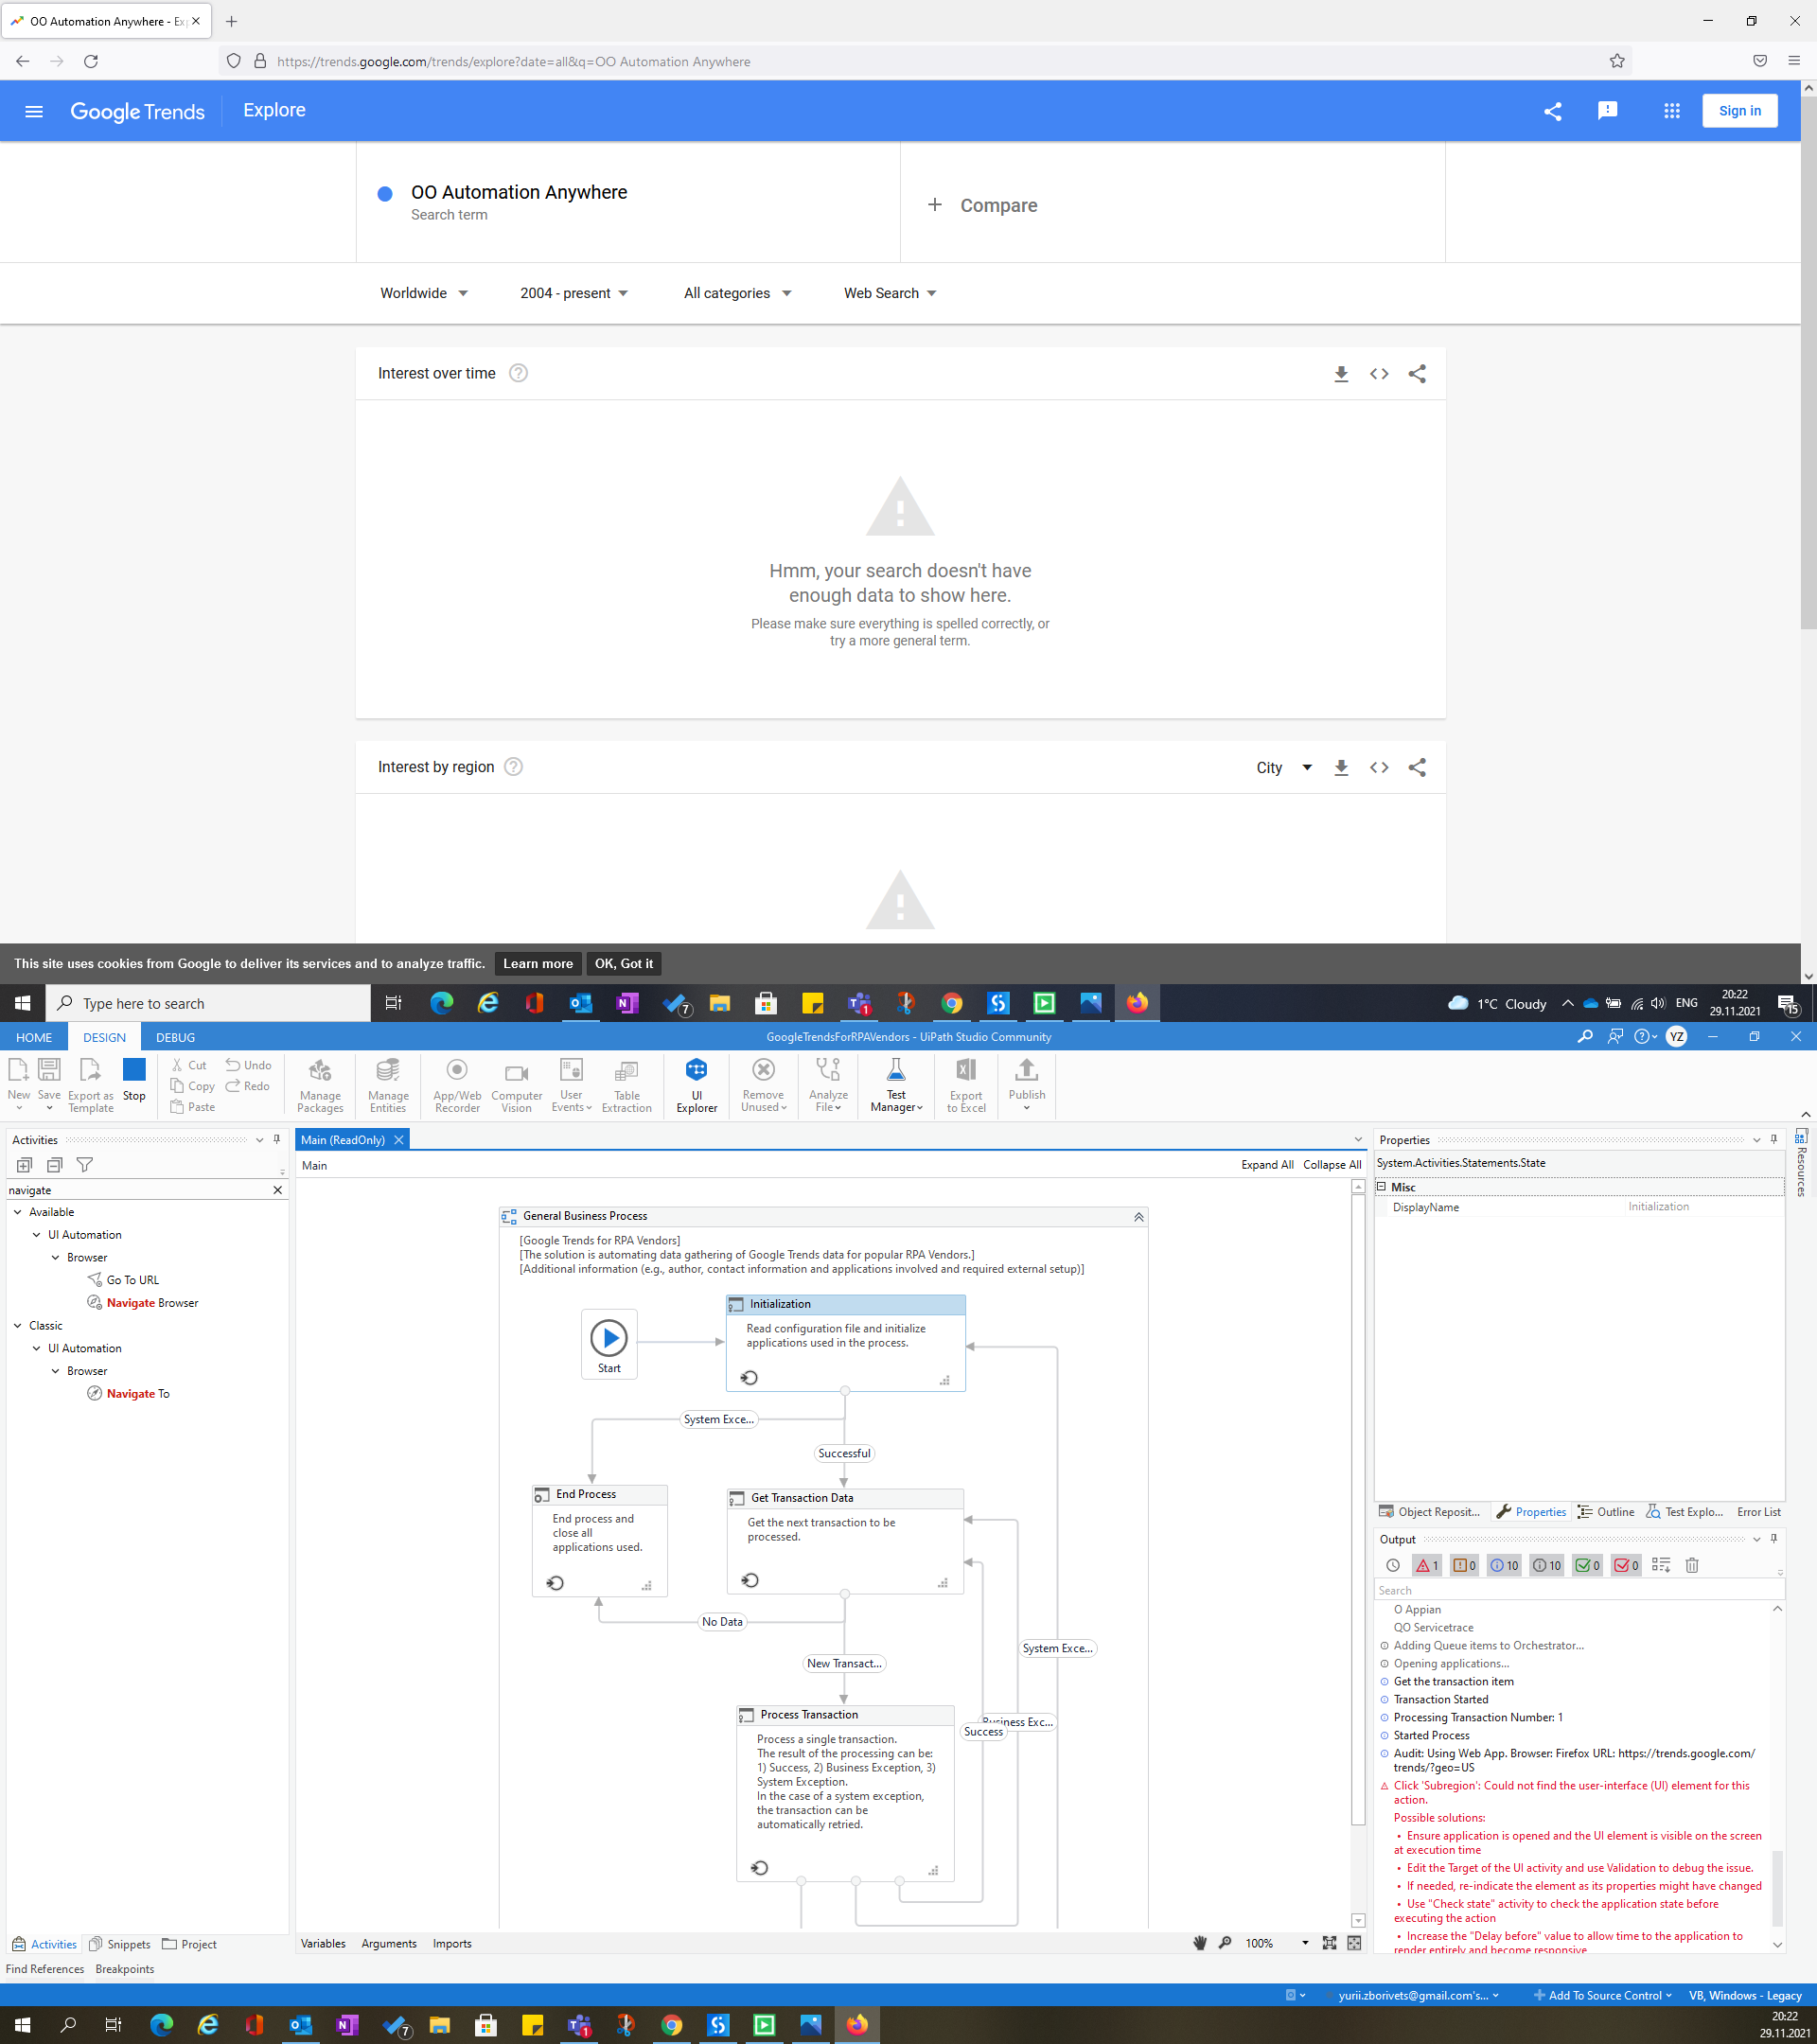 OO Automation Anywhere - Ex
https://trends.google.com/trends/explore?date=all&q=OO Automation Anywhere
Google Trends
Explore
Sign in
OO Automation Anywhere
Search term
+ Compare
Worldwide
2004 - present
All categories
Web Search
Interest over time
Hmm, your search doesn't have
enough data to show here.
Please make sure everything is spelled correctly, or
try a more general term.
Interest by region
City
This site uses cookies from Google to deliver its services and to analyze traffic. Learn more OK, Got it
Type here to search
7
1
1°C Cloudy
ENG
20:22
29.11.2021
15
HOME
DESIGN
DEBUG
GoogleTrendsForRPAVendors - UiPath Studio Community
YZ
New
Save
Export as
Template
Stop
Cut
Copy
Paste
Undo
Redo
Manage
Packages
Manage
Entities
App/Web
Recorder
Computer
Vision
User
Events
Table
Extraction
UI
Explorer
Remove
Unused
Analyze
File
Test
Manager
Export
to Excel
Publish
Activities
navigate
Available
UI Automation
Browser
Go To URL
Navigate Browser
Classic
UI Automation
Browser
Navigate To
Activities
Snippets
Project
Find References
Breakpoints
Main (ReadOnly)
Main
Expand All
Collapse All
General Business Process
[Google Trends for RPA Vendors]
[The solution is automating data gathering of Google Trends data for popular RPA Vendors.]
[Additional information (e.g., author, contact information and applications involved and required external setup)]
Start
Initialization
Read configuration file and initialize
applications used in the process.
System Exce...
Successful
End Process
End process and
close all
applications used.
Get Transaction Data
Get the next transaction to be
processed.
No Data
New Transact...
System Exce...
Business Exc...
Success
Process Transaction
Process a single transaction.
The result of the processing can be:
1) Success, 2) Business Exception, 3)
System Exception.
In the case of a system exception,
the transaction can be
automatically retried.
Variables
Arguments
Imports
100%
Properties
System.Activities.Statements.State
Misc
DisplayName
Initialization
Resources
Object Reposit...
Properties
Outline
Test Explo...
Error List
Output
1
0
10
10
0
0
Search
O Appian
QO Servicetrace
Adding Queue items to Orchestrator...
Opening applications...
Get the transaction item
Transaction Started
Processing Transaction Number: 1
Started Process
Audit: Using Web App. Browser: Firefox URL: https://trends.google.com/
trends/?geo=US
Click 'Subregion': Could not find the user-interface (UI) element for this
action.
Possible solutions:
• Ensure application is opened and the UI element is visible on the screen
at execution time
• Edit the Target of the UI activity and use Validation to debug the issue.
• If needed, re-indicate the element as its properties might have changed
• Use "Check state" activity to check the application state before
executing the action
• Increase the "Delay before" value to allow time to the application to
render entirely and become responsive
yurii.zborivets@gmail.com's...
Add To Source Control
VB, Windows - Legacy
7
1
20:22
29.11.2021